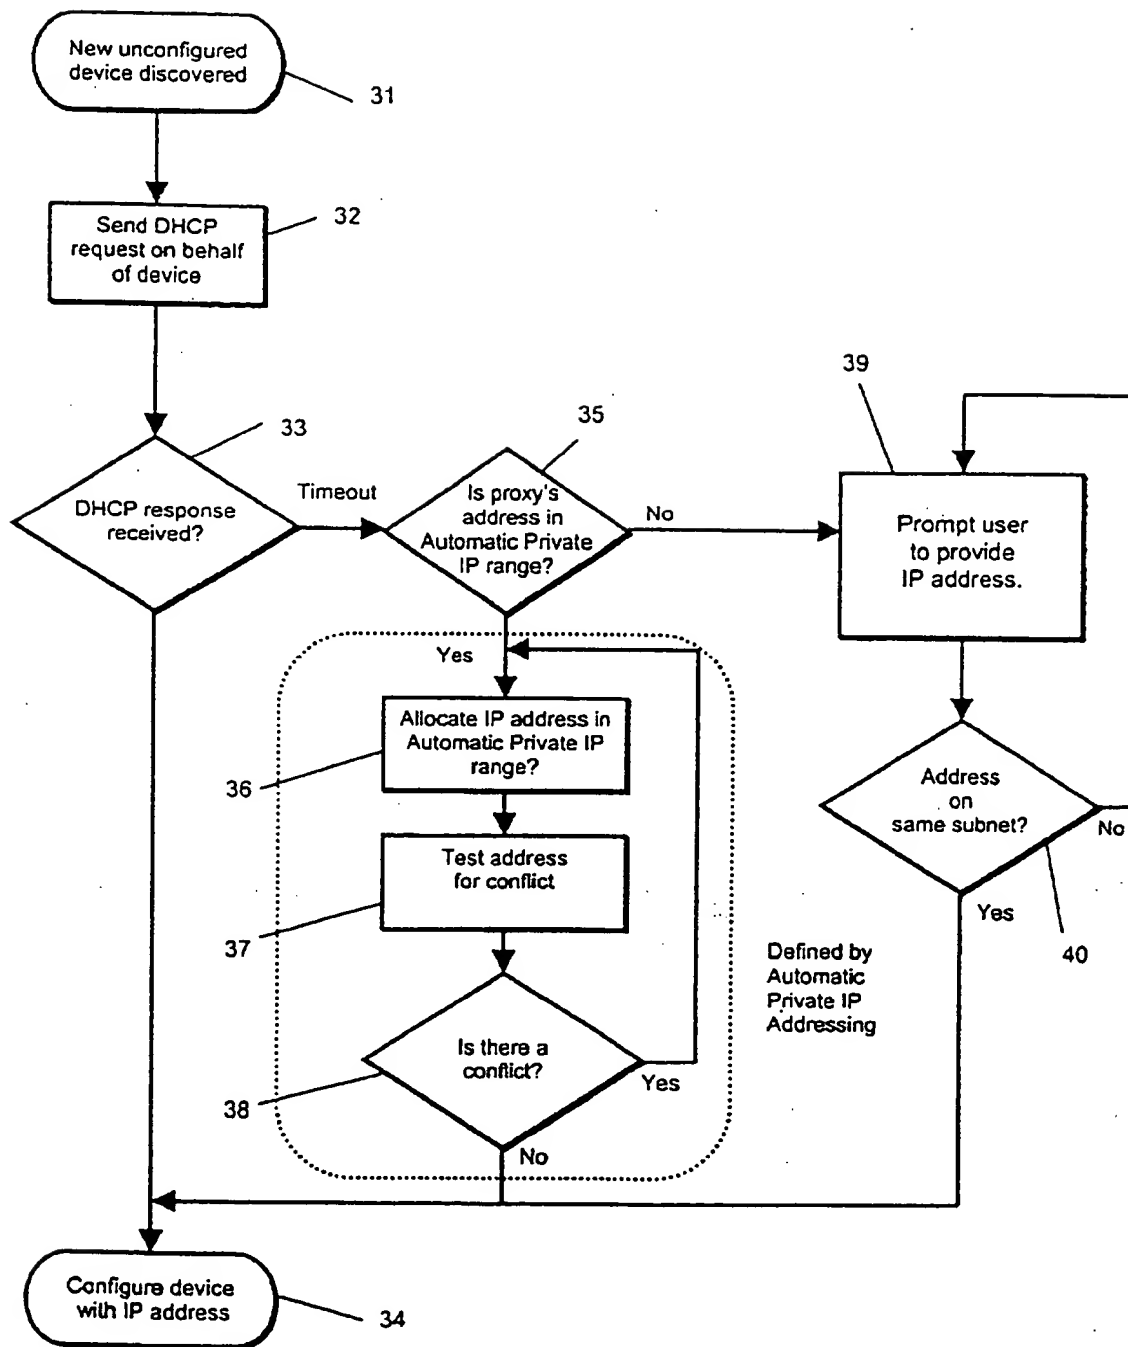 New unconfigured
device discovered
31
Send DHCP
request on behalf
of device
32
DHCP response
received?
33
Timeout
Is proxy's
address in
Automatic Private
IP range?
35
No
39
Prompt user
to provide
IP address.
Yes
Allocate IP address in
Automatic Private IP
range?
36
Test address
for conflict
37
Is there a
conflict?
38
Yes
No
Address
on
same subnet?
No
Yes
40
Defined by
Automatic
Private IP
Addressing
Configure device
with IP address
34